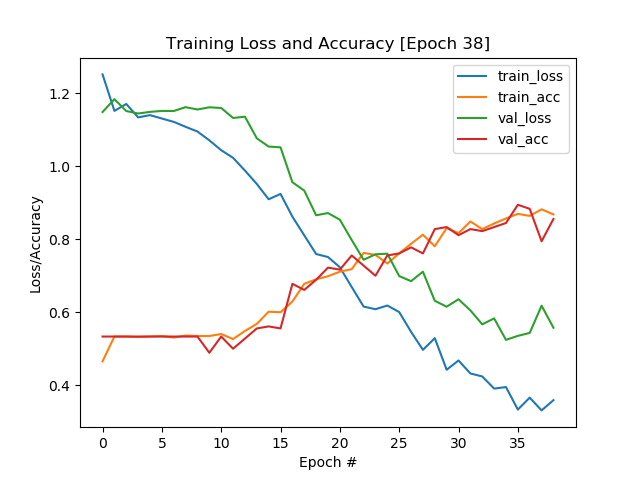 Training Loss and Accuracy [Epoch 38]
train_loss
train_acc
val_loss
val_acc
Loss/Accuracy
1.2
1.0
0.8
0.6
0.4
0 5 10 15 20 25 30 35
Epoch #